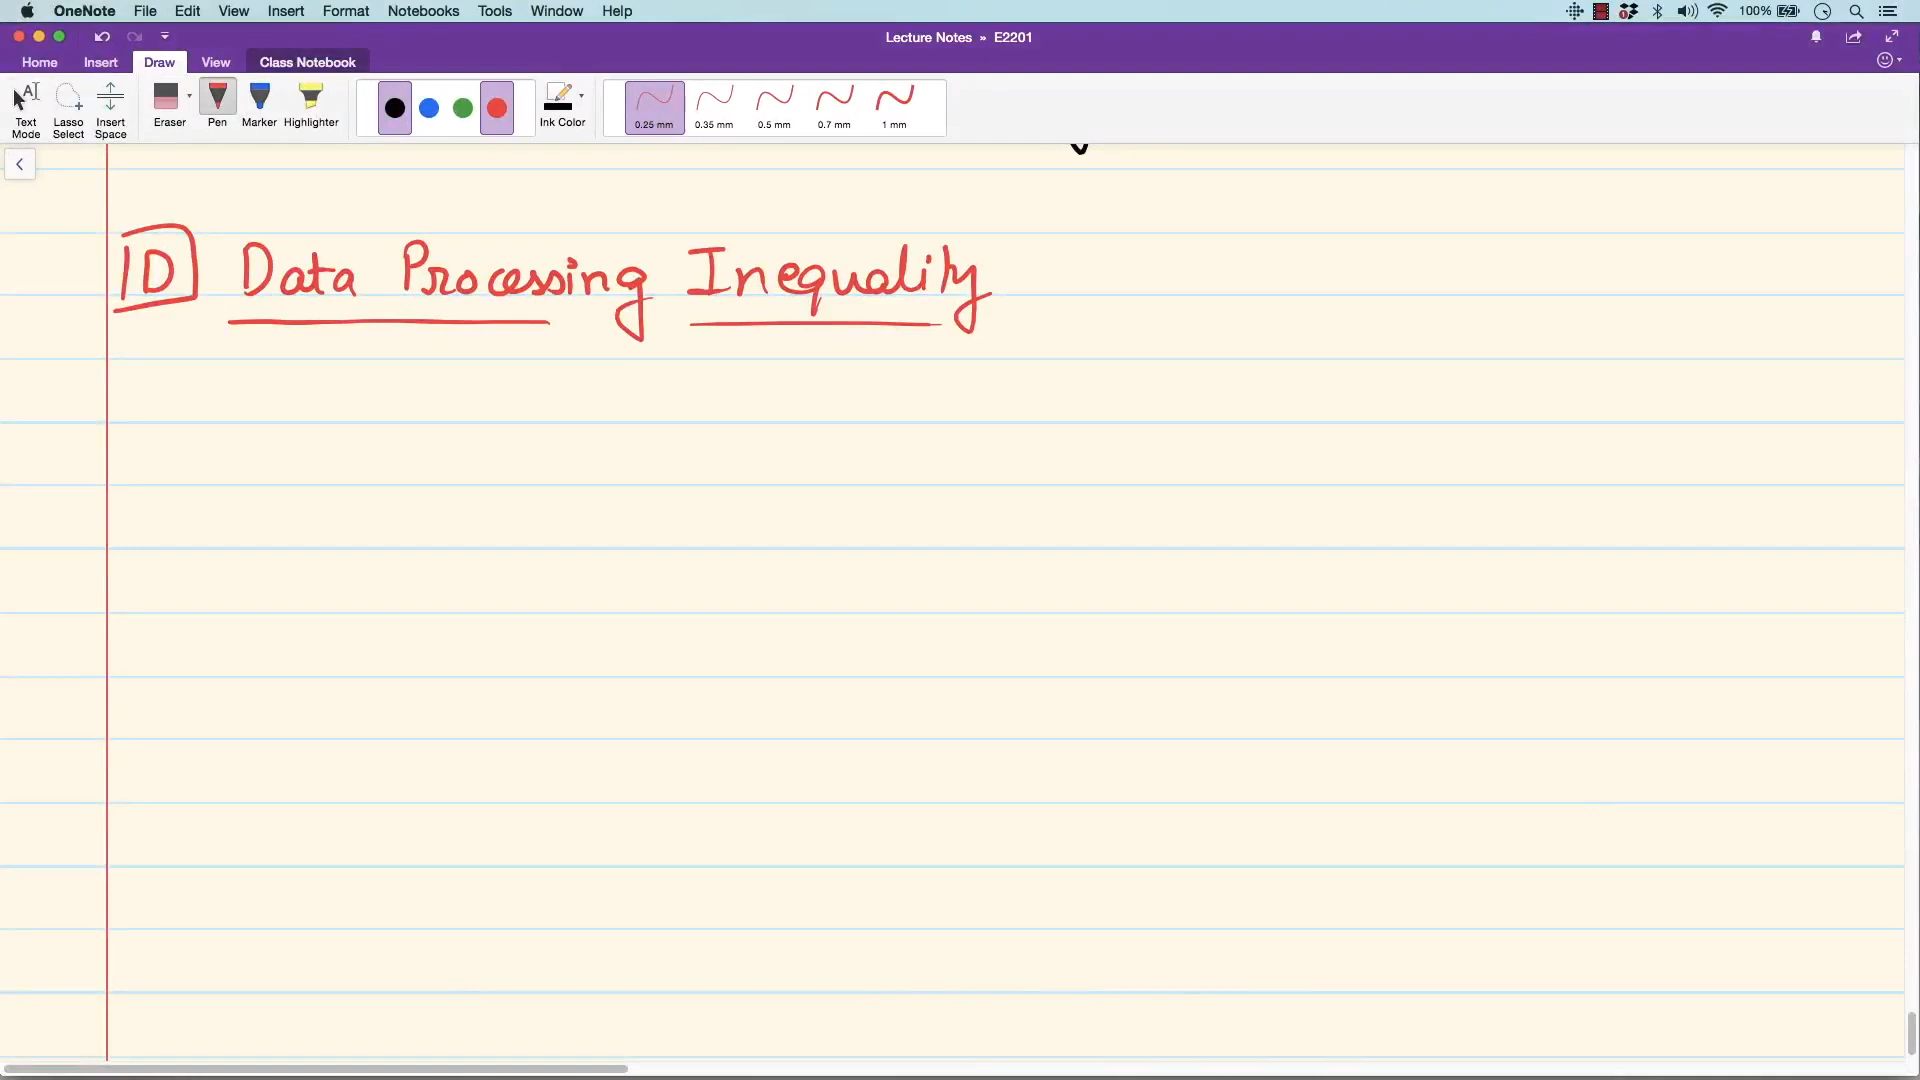 OneNote File Edit View Insert Format Notebooks Tools Window Help 100%
Lecture Notes » E2201
Home Insert Draw View Class Notebook
Text Mode Lasso Select Insert Space Eraser Pen Marker Highlighter Ink Color 0.25 mm 0.35 mm 0.5 mm 0.7 mm 1 mm
1D Data Processing Inequality